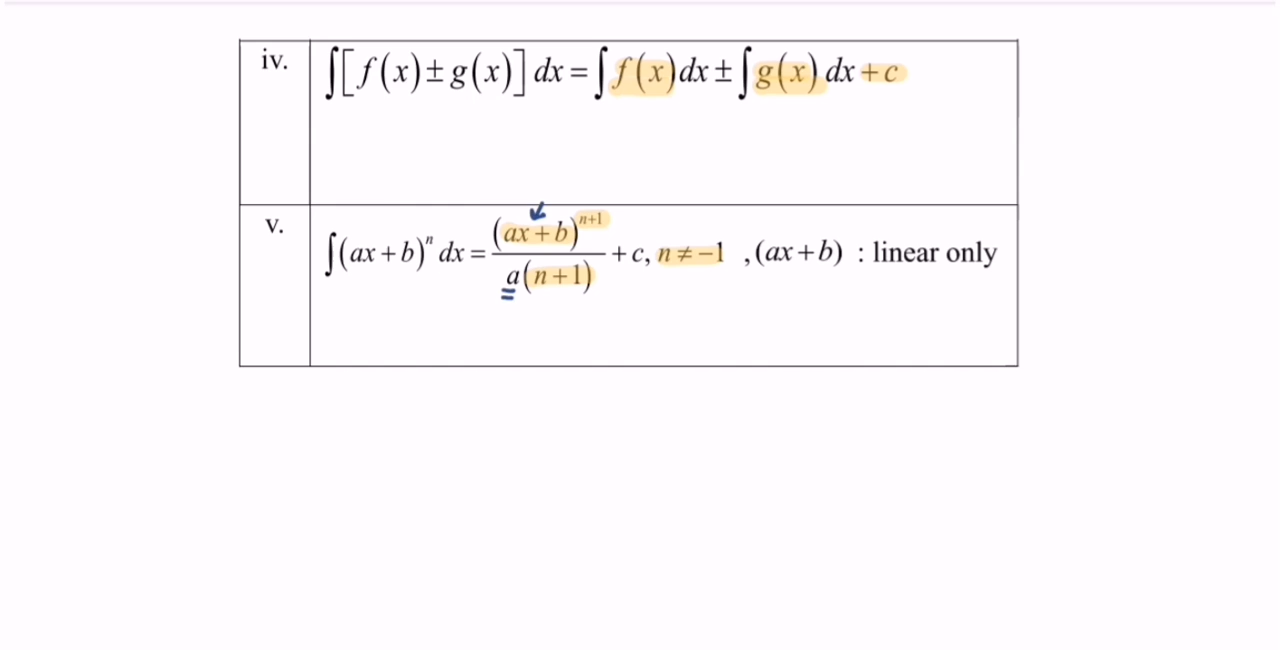 iv. ∫[f(x)±g(x)] dx = ∫f(x)dx ± ∫g(x) dx + c
v. ∫(ax+b)ⁿ dx = (ax+b)ⁿ⁺¹ / a(n+1) + c, n ≠ −1 , (ax+b) : linear only